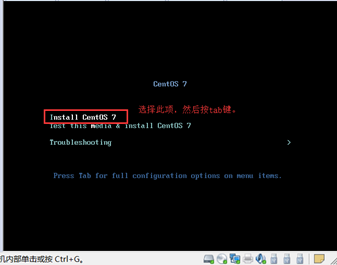 CentOS 7
Install CentOS 7
选择此项，然后按tab键。
Test this media & install CentOS 7
Troubleshooting >
Press Tab for full configuration options on menu items.
机内部单击或按 Ctrl+G。